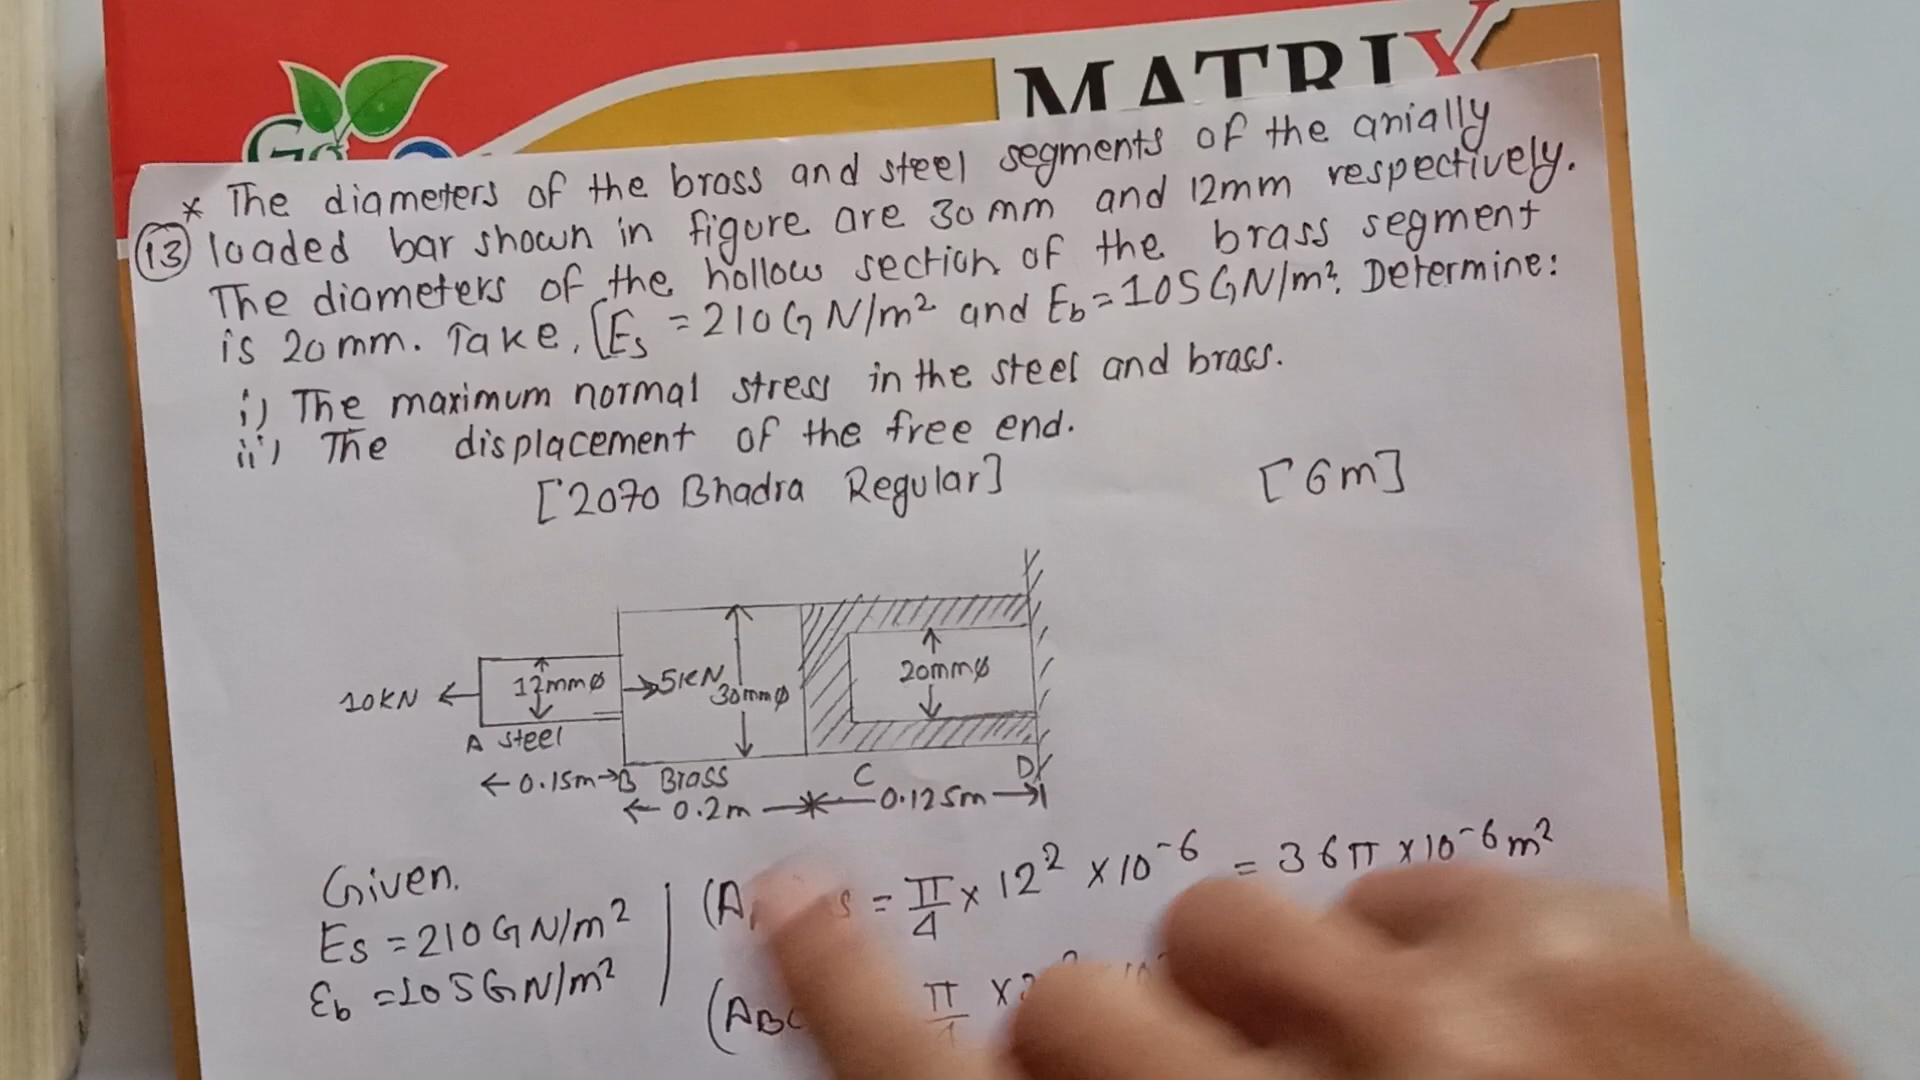 MATRIX
Go
* The diameters of the brass and steel segments of the axially
(13) loaded bar shown in figure are 30 mm and 12mm respectively.
The diameters of the hollow section of the brass segment
is 20mm. Take, [Es = 210 GN/m² and Eb = 105 GN/m². Determine:
i) The maximum normal stress in the steel and brass.
ii) The displacement of the free end.
[2070 Bhadra Regular] [6m]
10KN ← 12mmø → 5KN 30mmø 20mmø
A steel
← 0.15m → B Brass C D
← 0.2m → ← 0.125m →
Given.
Es = 210 GN/m²
Eb = 105 GN/m²
(A = π/4 × 12² × 10⁻⁶ = 36π × 10⁻⁶ m²
(ABC π ×